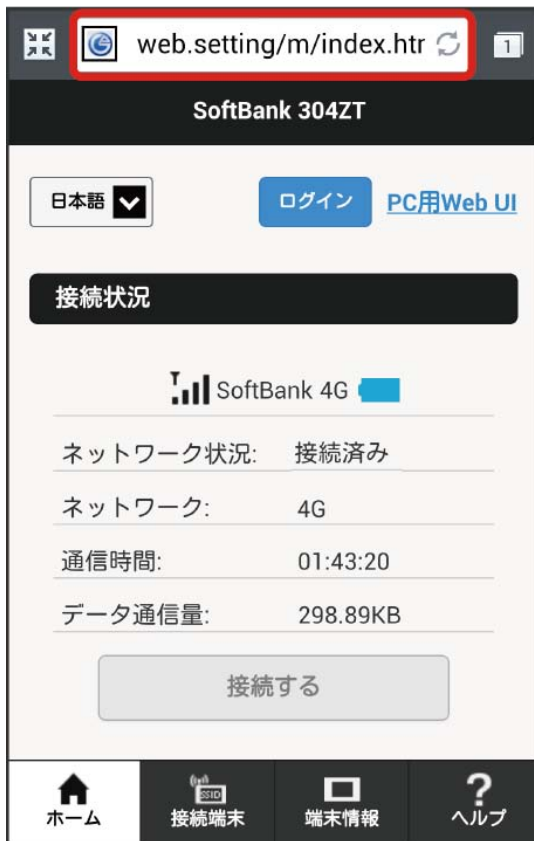 web.setting/m/index.htr
1
SoftBank 304ZT
日本語
ログイン
PC用Web UI
接続状況
SoftBank 4G
ネットワーク状況: 接続済み
ネットワーク: 4G
通信時間: 01:43:20
データ通信量: 298.89KB
接続する
SSID
ホーム 接続端末 端末情報 ヘルプ